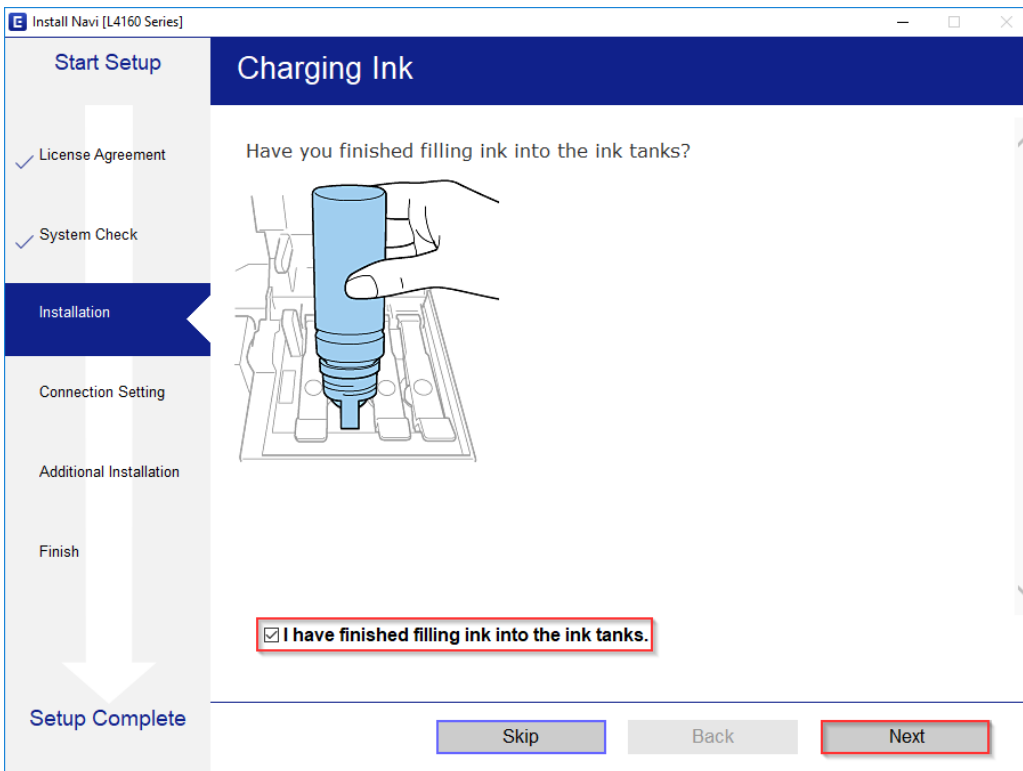 Install Navi [L4160 Series]
Start Setup
License Agreement
System Check
Installation
Connection Setting
Additional Installation
Finish
Setup Complete
Charging Ink
Have you finished filling ink into the ink tanks?
I have finished filling ink into the ink tanks.
Skip
Back
Next